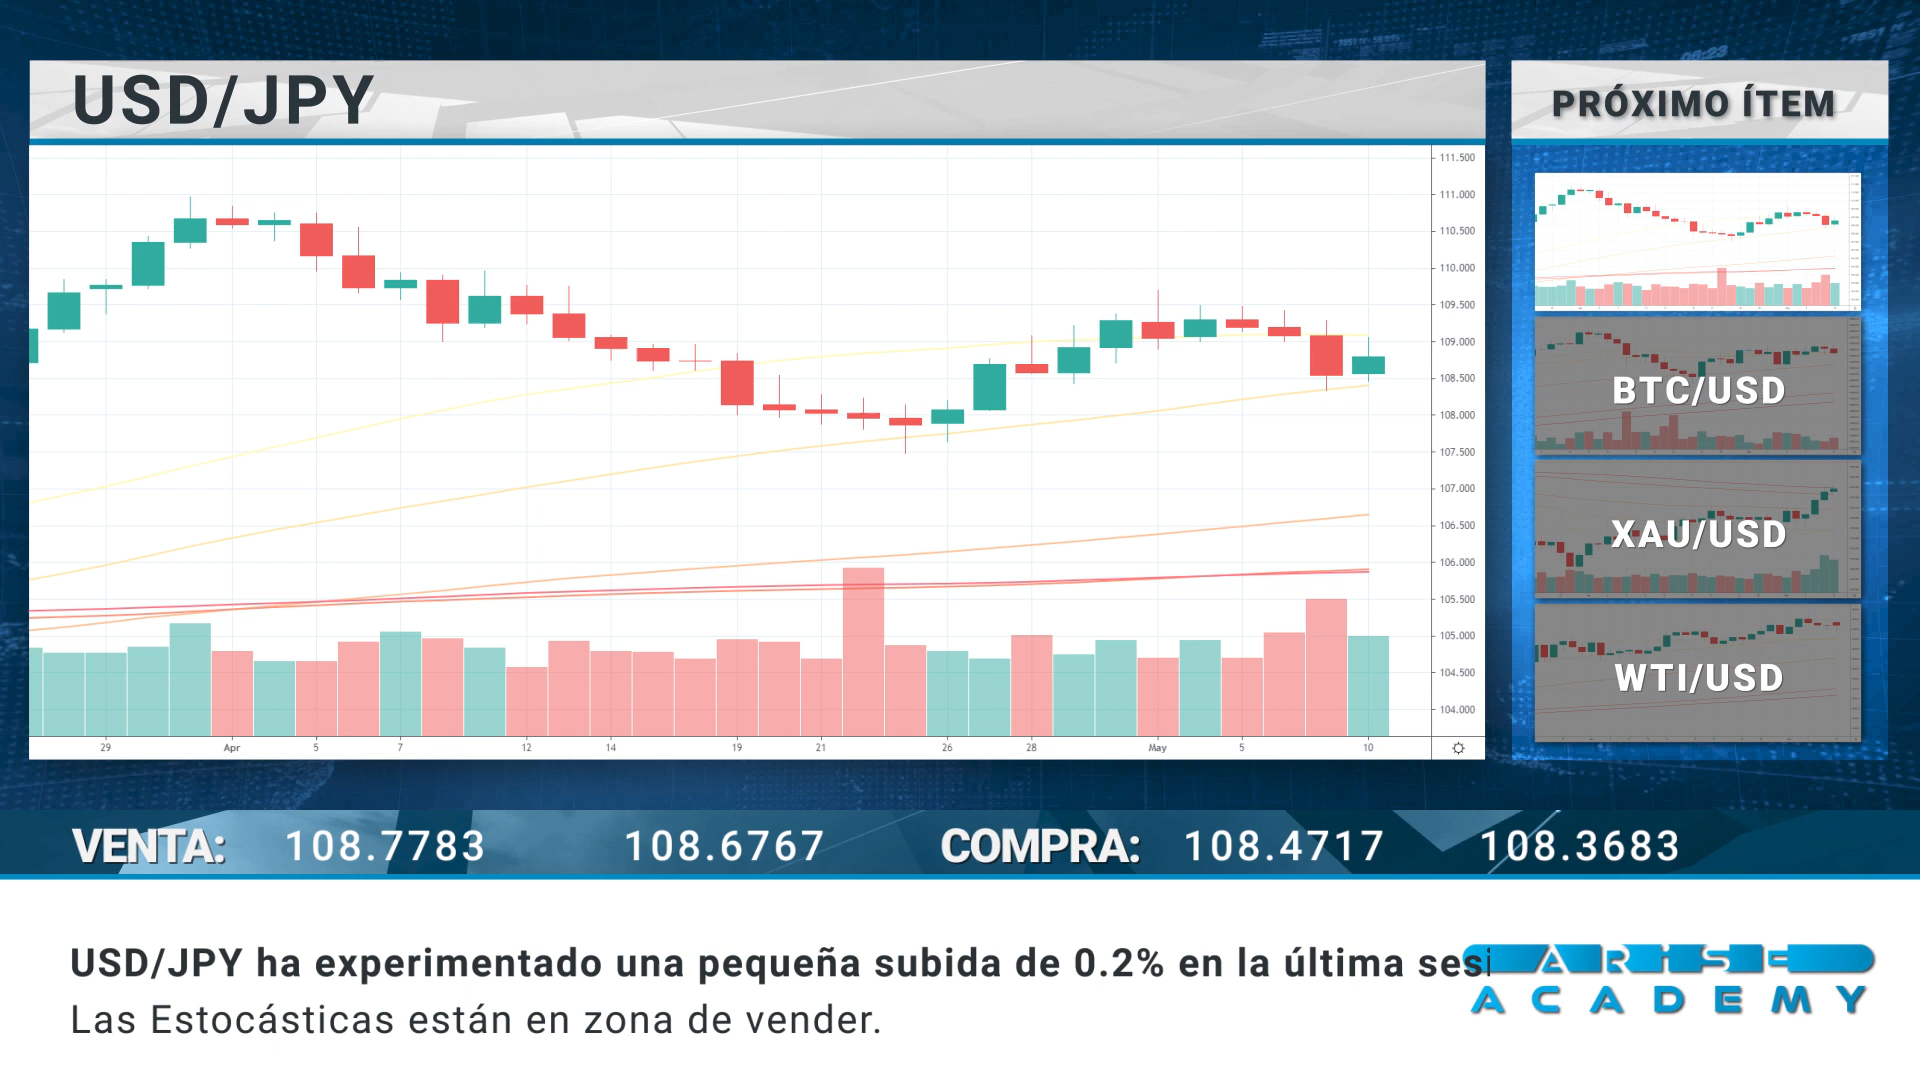 USD/JPY
PRÓXIMO ÍTEM
111.500
111.000
110.500
110.000
109.500
109.000
108.500
108.000
107.500
107.000
106.500
106.000
105.500
105.000
104.500
104.000
29 Apr 5 7 12 14 19 21 26 28 May 5 10
BTC/USD
XAU/USD
WTI/USD
VENTA: 108.7783 108.6767 COMPRA: 108.4717 108.3683
USD/JPY ha experimentado una pequeña subida de 0.2% en la última sesi
Las Estocásticas están en zona de vender.
ARISE
ACADEMY